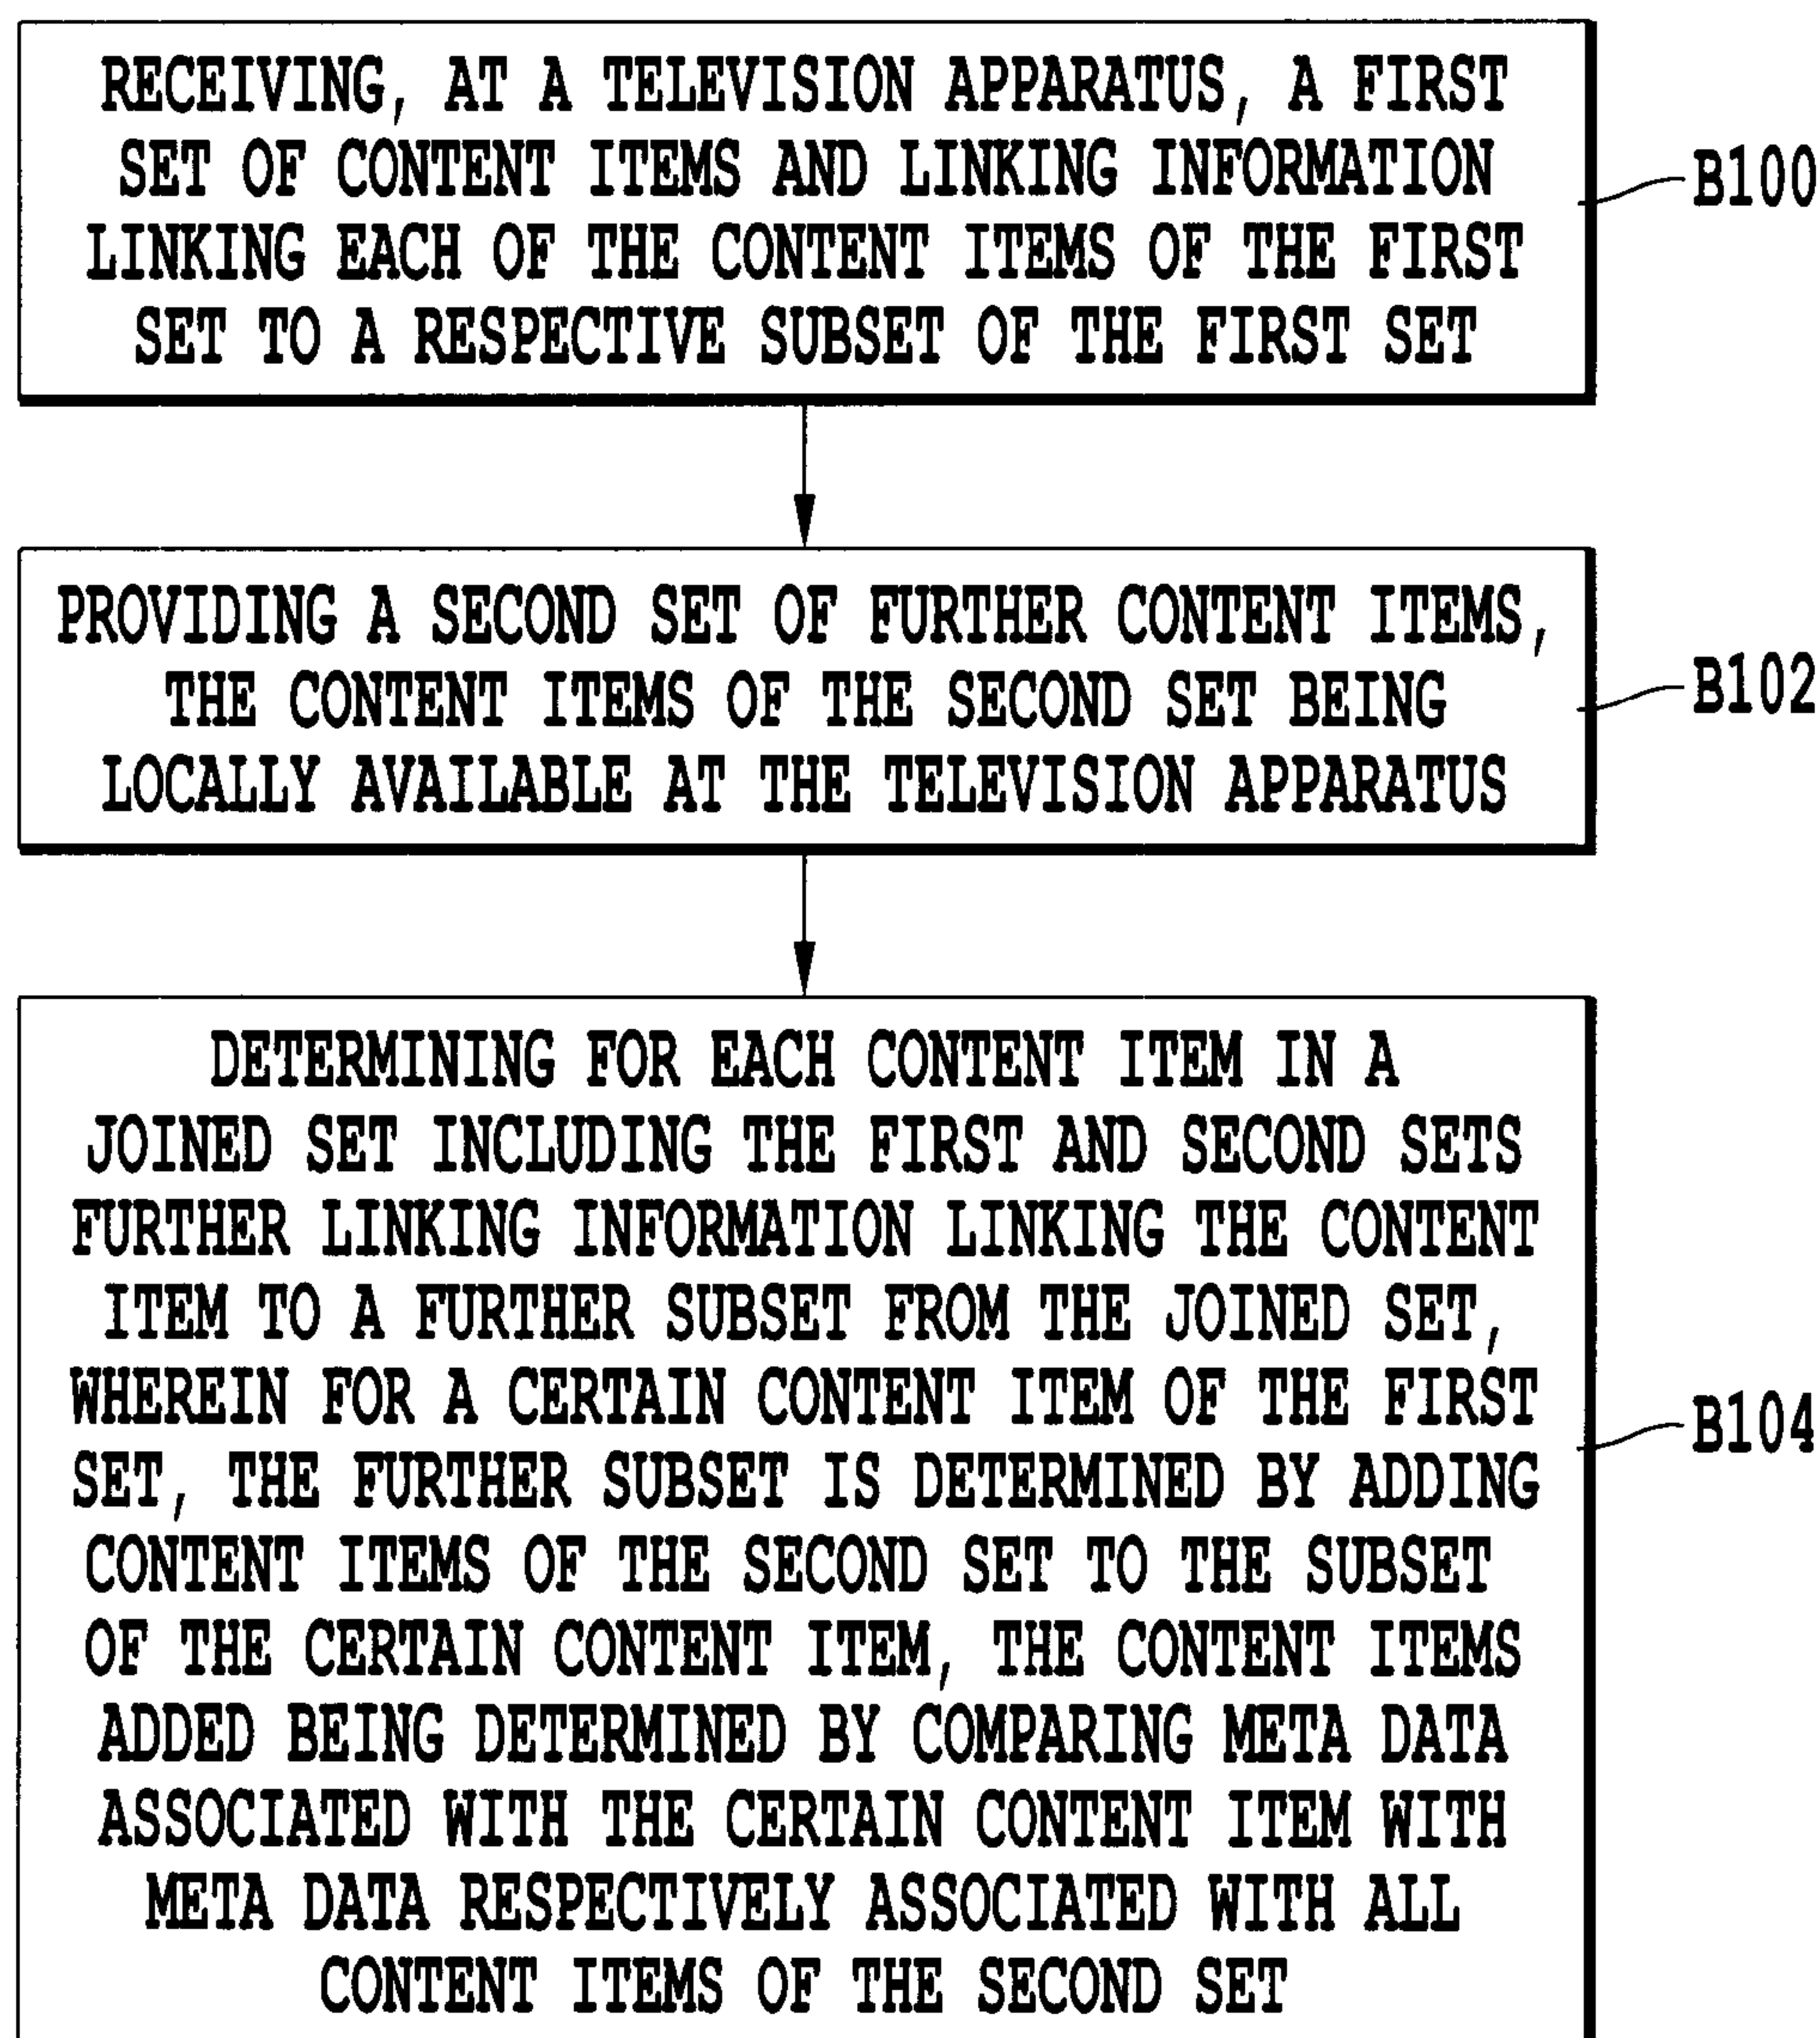 RECEIVING, AT A TELEVISION APPARATUS, A FIRST
SET OF CONTENT ITEMS AND LINKING INFORMATION
LINKING EACH OF THE CONTENT ITEMS OF THE FIRST
SET TO A RESPECTIVE SUBSET OF THE FIRST SET
B100
PROVIDING A SECOND SET OF FURTHER CONTENT ITEMS,
THE CONTENT ITEMS OF THE SECOND SET BEING
LOCALLY AVAILABLE AT THE TELEVISION APPARATUS
B102
DETERMINING FOR EACH CONTENT ITEM IN A
JOINED SET INCLUDING THE FIRST AND SECOND SETS
FURTHER LINKING INFORMATION LINKING THE CONTENT
ITEM TO A FURTHER SUBSET FROM THE JOINED SET,
WHEREIN FOR A CERTAIN CONTENT ITEM OF THE FIRST
SET, THE FURTHER SUBSET IS DETERMINED BY ADDING
CONTENT ITEMS OF THE SECOND SET TO THE SUBSET
OF THE CERTAIN CONTENT ITEM, THE CONTENT ITEMS
ADDED BEING DETERMINED BY COMPARING META DATA
ASSOCIATED WITH THE CERTAIN CONTENT ITEM WITH
META DATA RESPECTIVELY ASSOCIATED WITH ALL
CONTENT ITEMS OF THE SECOND SET
B104